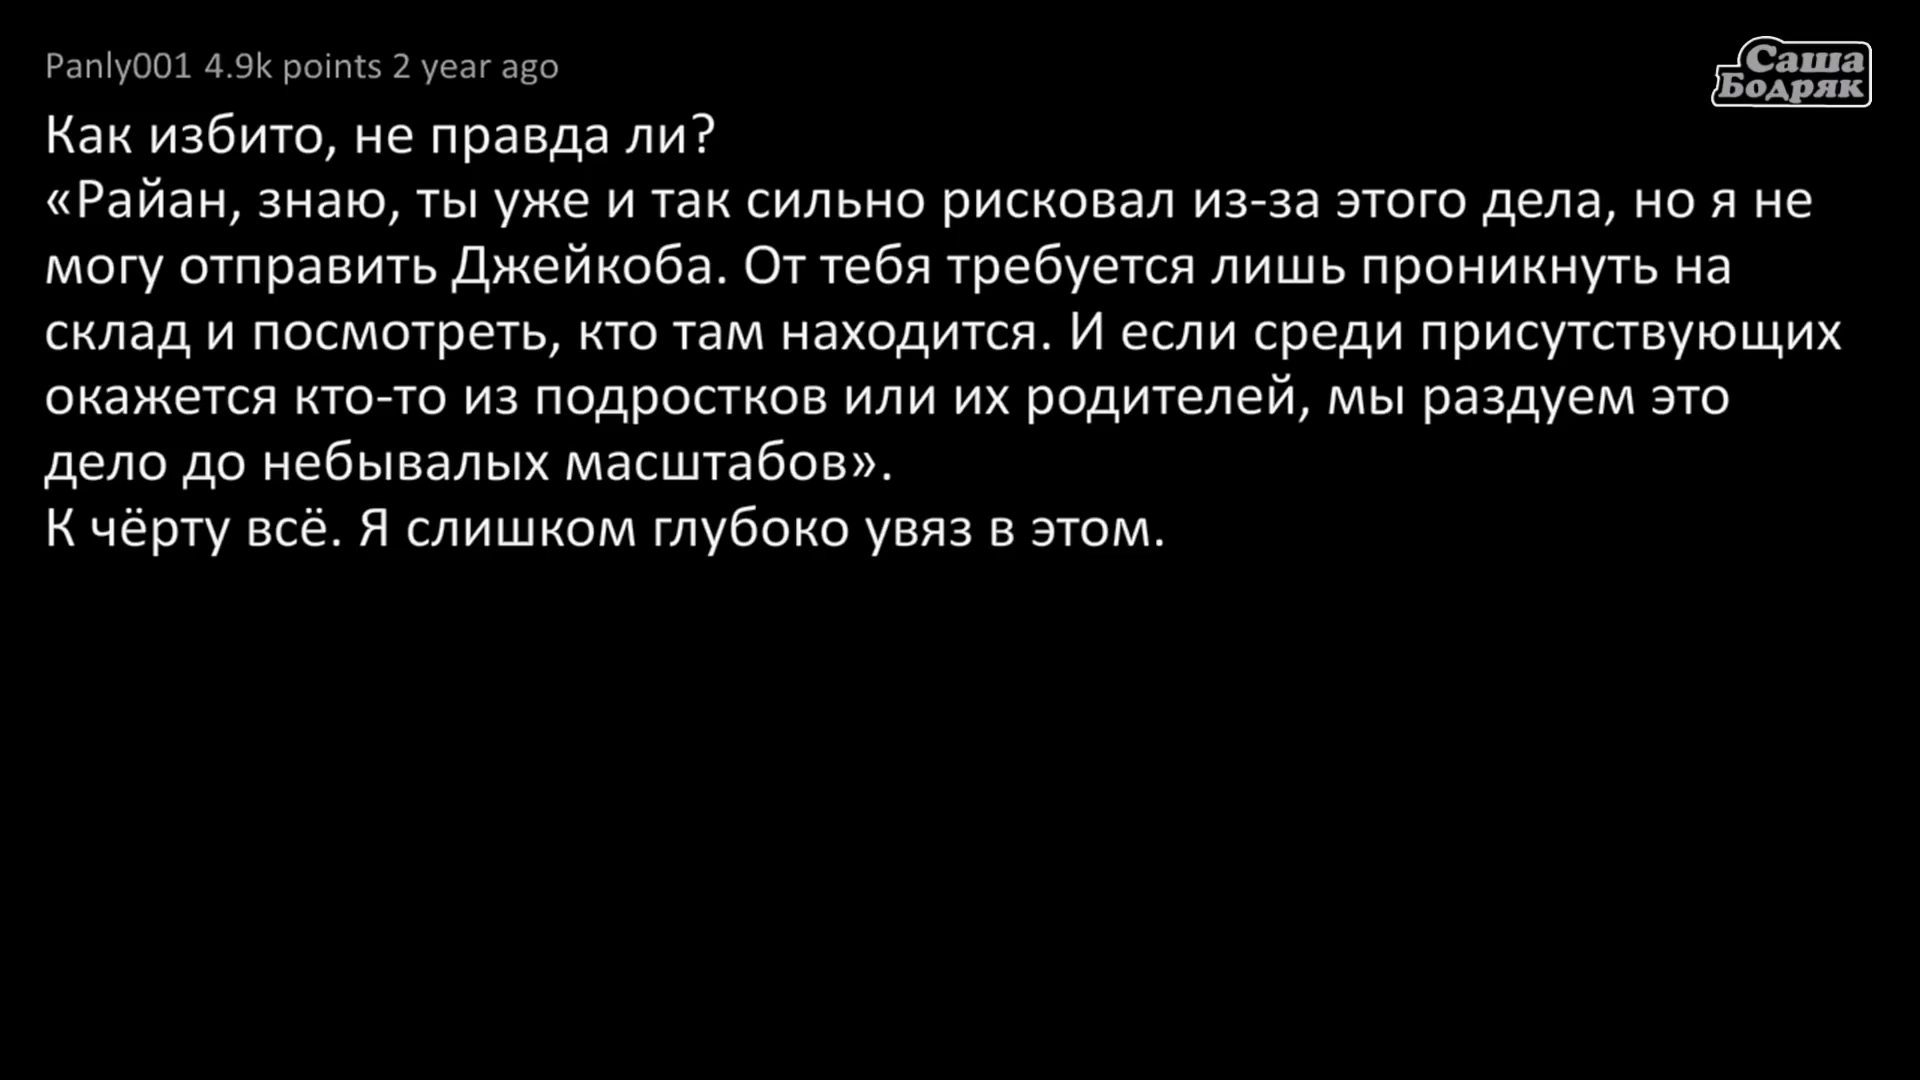 Panly001 4.9k points 2 year ago
Саша
Бодряк
Как избито, не правда ли?
«Райан, знаю, ты уже и так сильно рисковал из-за этого дела, но я не
могу отправить Джейкоба. От тебя требуется лишь проникнуть на
склад и посмотреть, кто там находится. И если среди присутствующих
окажется кто-то из подростков или их родителей, мы раздуем это
дело до небывалых масштабов».
К чёрту всё. Я слишком глубоко увяз в этом.